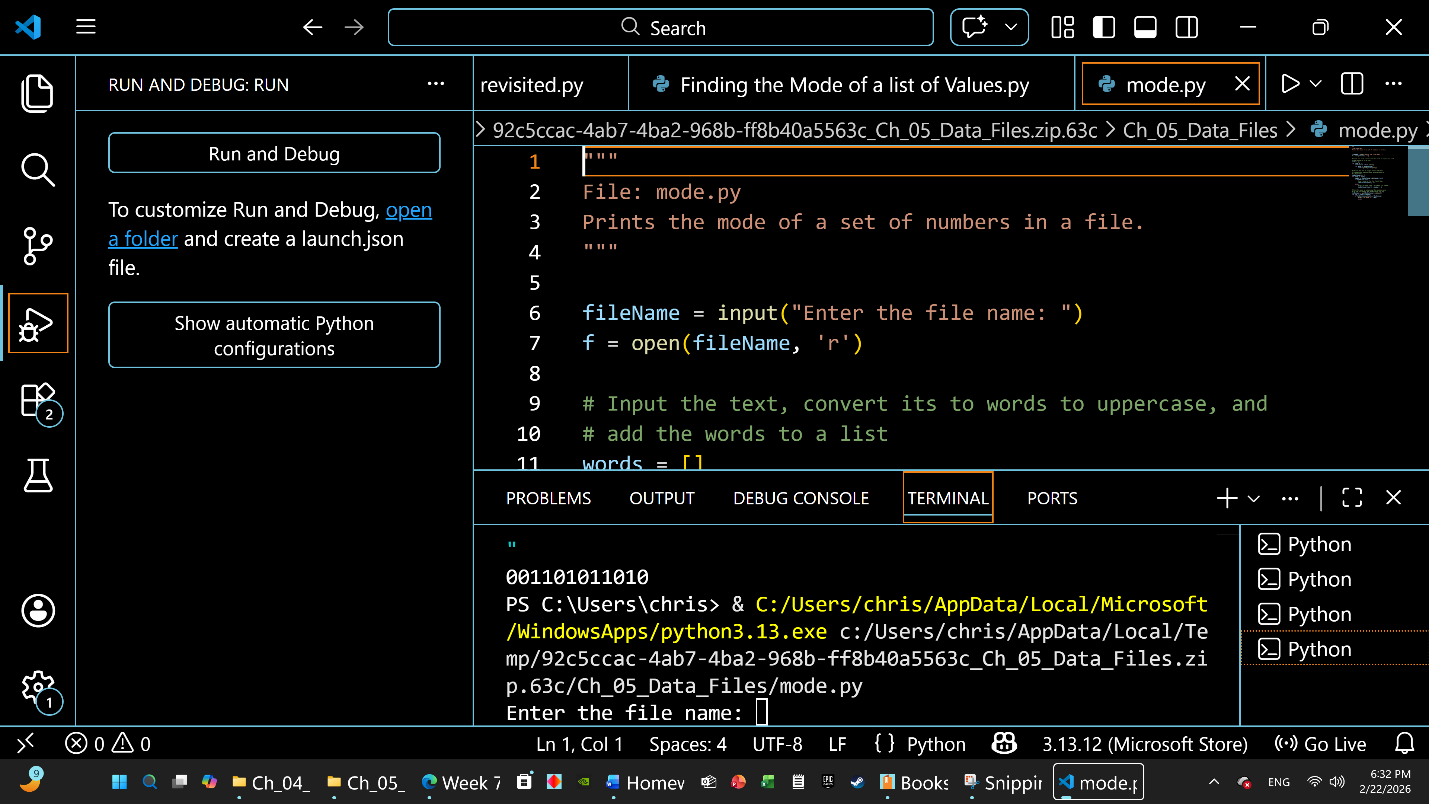 Search
RUN AND DEBUG: RUN
Run and Debug
To customize Run and Debug, open
a folder and create a launch.json
file.
Show automatic Python
configurations
2
1
revisited.py
Finding the Mode of a list of Values.py
mode.py
92c5ccac-4ab7-4ba2-968b-ff8b40a5563c_Ch_05_Data_Files.zip.63c > Ch_05_Data_Files > mode.py
1 """
2 File: mode.py
3 Prints the mode of a set of numbers in a file.
4 """
5
6 fileName = input("Enter the file name: ")
7 f = open(fileName, 'r')
8
9 # Input the text, convert its to words to uppercase, and
10 # add the words to a list
11 words = []
PROBLEMS OUTPUT DEBUG CONSOLE TERMINAL PORTS
"
001101011010
PS C:\Users\chris> & C:/Users/chris/AppData/Local/Microsoft
/WindowsApps/python3.13.exe c:/Users/chris/AppData/Local/Te
mp/92c5ccac-4ab7-4ba2-968b-ff8b40a5563c_Ch_05_Data_Files.zi
p.63c/Ch_05_Data_Files/mode.py
Enter the file name:
Python
Python
Python
Python
0 0 Ln 1, Col 1 Spaces: 4 UTF-8 LF {} Python 3.13.12 (Microsoft Store) Go Live
9 Ch_04_ Ch_05_ Week 7 Homew Books Snippin mode.p ENG 6:32 PM
2/22/2026